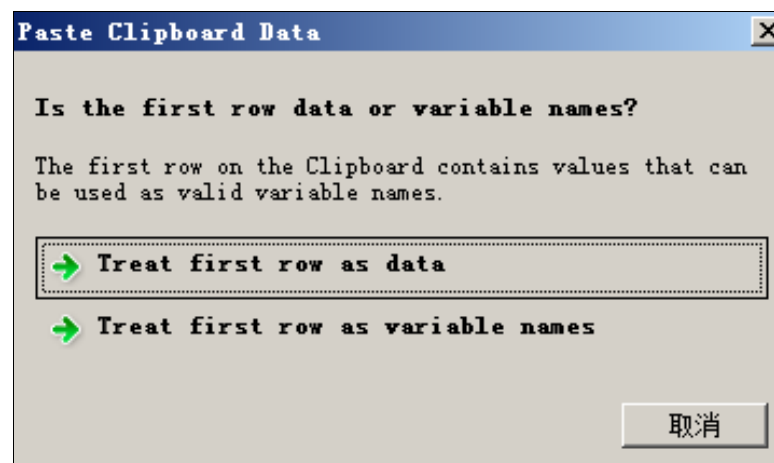 Paste Clipboard Data
Is the first row data or variable names?
The first row on the Clipboard contains values that can
be used as valid variable names.
Treat first row as data
Treat first row as variable names
取消